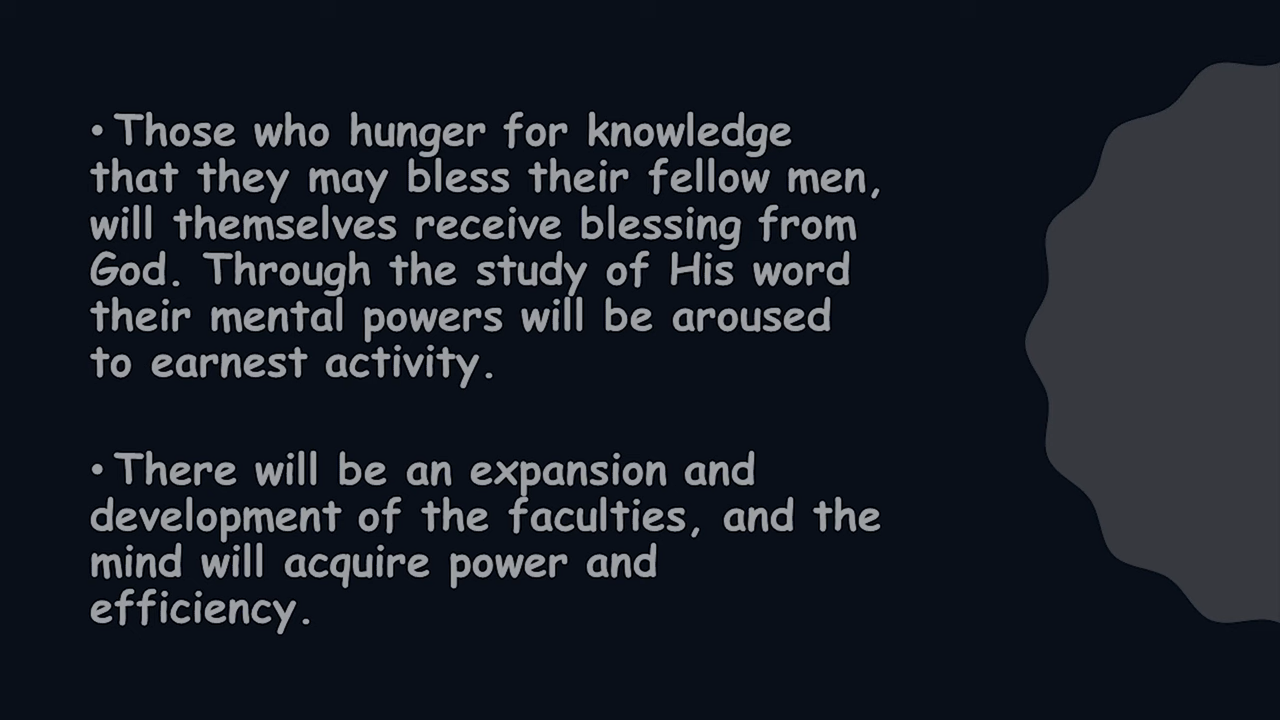 • Those who hunger for knowledge
that they may bless their fellow men,
will themselves receive blessing from
God. Through the study of His word
their mental powers will be aroused
to earnest activity.
• There will be an expansion and
development of the faculties, and the
mind will acquire power and
efficiency.